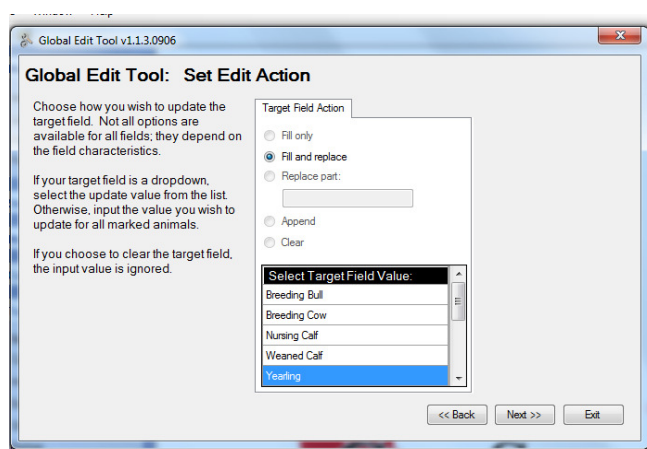 Global Edit Tool v1.1.3.0906
Global Edit Tool:   Set Edit Action
Choose how you wish to update the
target field.  Not all options are
available for all fields; they depend on
the field characteristics.
If your target field is a dropdown,
select the update value from the list.
Otherwise, input the value you wish to
update for all marked animals.
If you choose to clear the target field,
the input value is ignored.
Target Field Action
Fill only
Fill and replace
Replace part:
Append
Clear
Select Target Field Value:
Breeding Bull
Breeding Cow
Nursing Calf
Weaned Calf
Yearling
<< Back
Next >>
Exit